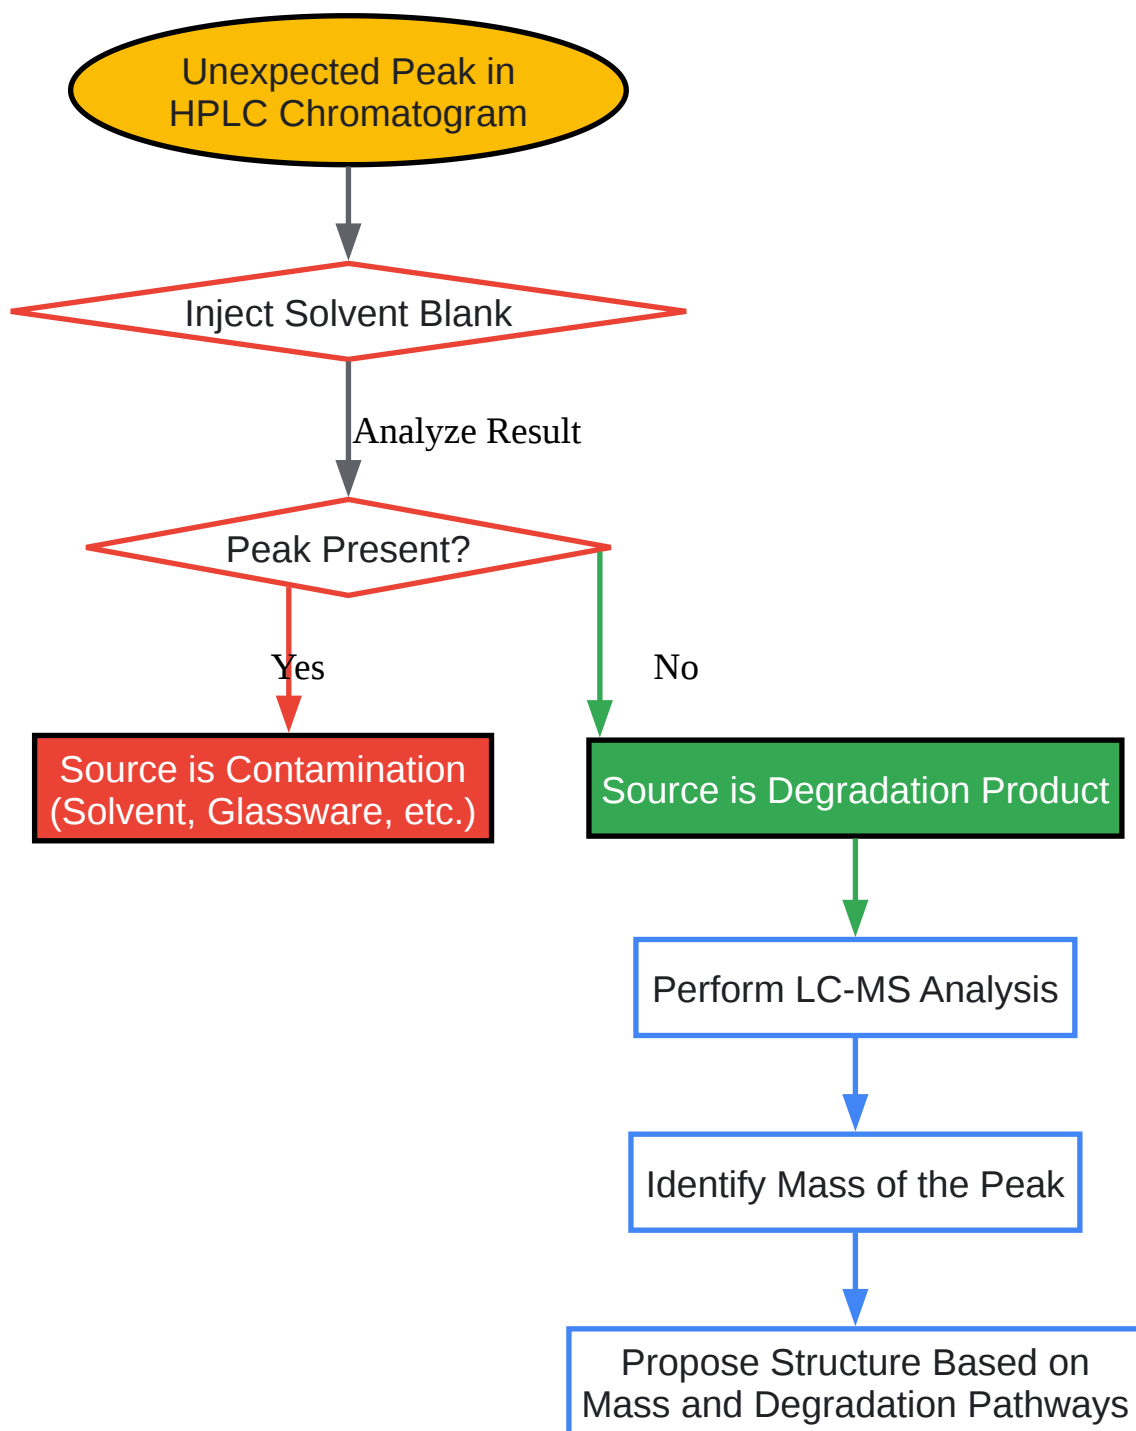 Unexpected Peak in
HPLC Chromatogram
Inject Solvent Blank
Analyze Result
Peak Present?
Yes
No
Source is Contamination
(Solvent, Glassware, etc.)
Source is Degradation Product
Perform LC-MS Analysis
Identify Mass of the Peak
Propose Structure Based on
Mass and Degradation Pathways